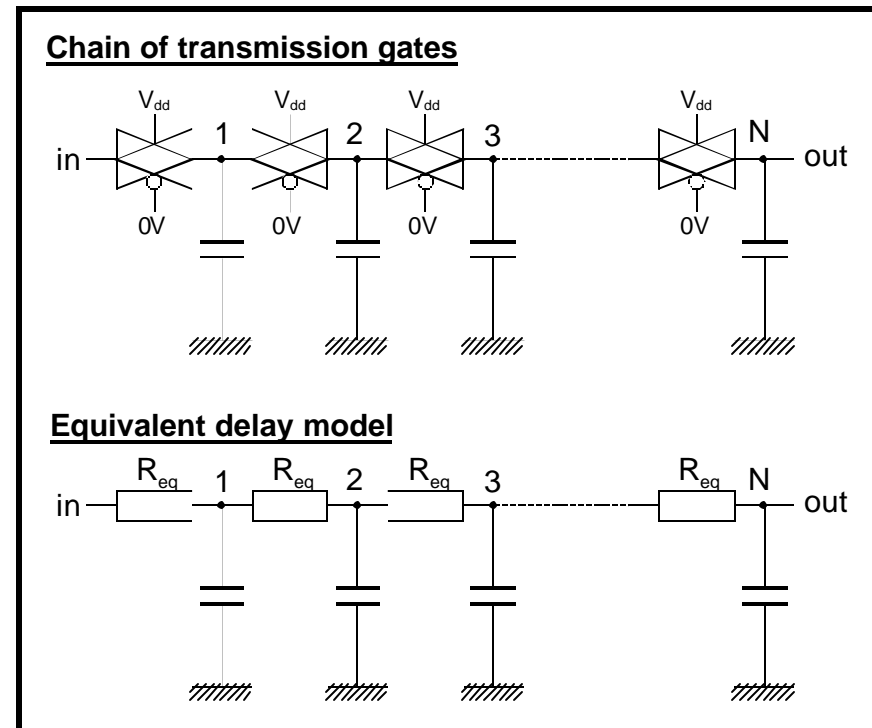 Chain of transmission gates
Vdd Vdd Vdd Vdd
in 1 2 3 N out
0V 0V 0V 0V
Equivalent delay model
in Req 1 Req 2 Req 3 Req N out